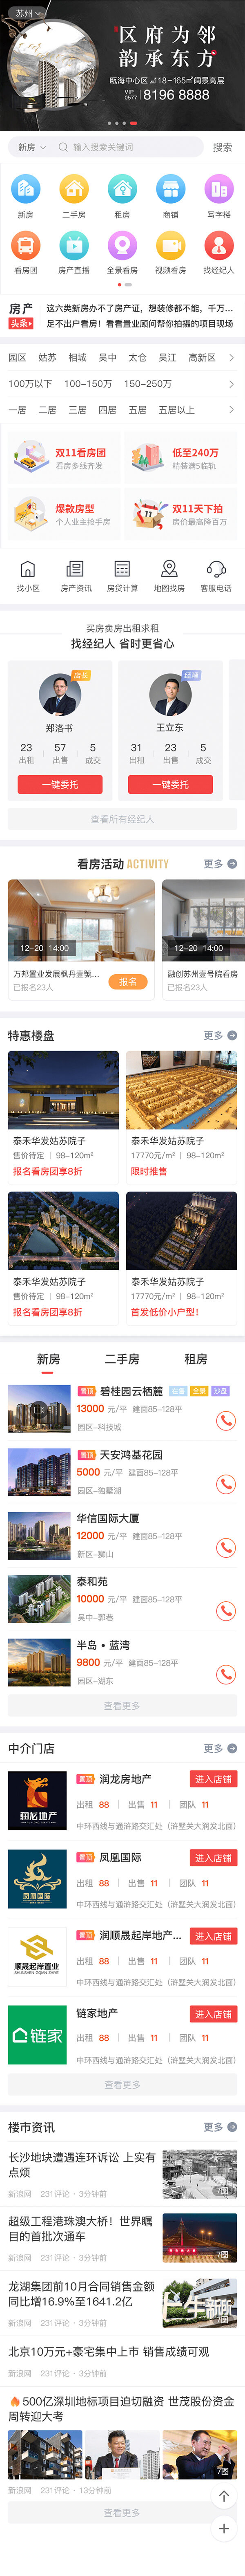 苏州
区府为邻
韵承东方
瓯海中心区 建面118-165㎡阔景高层
VIP
0577
8196 8888
新房
输入搜索关键词
搜索
新房
二手房
租房
商铺
写字楼
看房团
房产直播
全景看房
视频看房
找经纪人
房产
头条
这六类新房办不了房产证，想装修都不能，千万...
足不出户看房！看看置业顾问帮你拍摄的项目现场
园区 姑苏 相城 吴中 太仓 吴江 高新区
100万以下 100-150万 150-250万
一居 二居 三居 四居 五居 五居以上
双11看房团
看房多线齐发
低至240万
精装满5临轨
爆款房型
个人业主抢手房
双11天下拍
房价最高降百万
找小区
房产资讯
房贷计算
地图找房
客服电话
买房卖房出租求租
找经纪人 省时更省心
店长
郑洛书
23 57 5
出租 出售 成交
一键委托
经理
王立东
31 23 5
出租 出售 成交
一键委托
查看所有经纪人
看房活动 ACTIVITY
更多
12-20 14:00
万邦置业发展枫丹壹號...
已报名23人
报名
12-20 14:00
融创苏州壹号院看房
已报名23人
特惠楼盘
更多
泰禾华发姑苏院子
售价待定 | 98-120m²
报名看房团享8折
泰禾华发姑苏院子
17770元/m² | 98-120m²
限时推售
泰禾华发姑苏院子
售价待定 | 98-120m²
报名看房团享8折
泰禾华发姑苏院子
17770元/m² | 98-120m²
首发低价小户型！
新房
二手房
租房
置顶 碧桂园云栖麓 在售 全景 沙盘
13000 元/平 建面85-128平
园区-科技城
置顶 天安鸿基花园
5000 元/平 建面85-128平
园区-独墅湖
华信国际大厦
12000 元/平 建面85-128平
新区-狮山
泰和苑
10000 元/平 建面85-128平
吴中-郭巷
半岛 • 蓝湾
9800 元/平 建面85-128平
园区-湖东
查看更多
中介门店
更多
润龙地产
置顶 润龙房地产
进入店铺
出租 88 | 出售 11 | 团队 11
中环西线与通浒路交汇处（浒墅关大润发北面）
凤凰国际
置顶 凤凰国际
进入店铺
出租 88 | 出售 11 | 团队 11
中环西线与通浒路交汇处（浒墅关大润发北面）
顺晟起岸置业
置顶 润顺晟起岸地产...
进入店铺
出租 88 | 出售 11 | 团队 11
中环西线与通浒路交汇处（浒墅关大润发北面）
链家
链家地产
进入店铺
出租 88 | 出售 11 | 团队 11
中环西线与通浒路交汇处（浒墅关大润发北面）
查看更多
楼市资讯
更多
长沙地块遭遇连环诉讼 上实有
点烦
新浪网 231评论 · 3分钟前
7图
超级工程港珠澳大桥！世界瞩
目的首批次通车
新浪网 231评论 · 3分钟前
7图
龙湖集团前10月合同销售金额
同比增16.9%至1641.2亿
新浪网 231评论 · 3分钟前
北京10万元+豪宅集中上市 销售成绩可观
新浪网 231评论 · 3分钟前
500亿深圳地标项目迫切融资 世茂股份资金
周转迎大考
7图
新浪网 231评论 · 13分钟前
查看更多